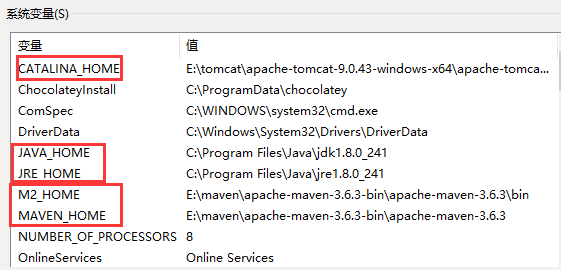 系统变量(S)
变量 值
CATALINA_HOME E:\tomcat\apache-tomcat-9.0.43-windows-x64\apache-tomca...
ChocolateyInstall C:\ProgramData\chocolatey
ComSpec C:\WINDOWS\system32\cmd.exe
DriverData C:\Windows\System32\Drivers\DriverData
JAVA_HOME C:\Program Files\Java\jdk1.8.0_241
JRE_HOME C:\Program Files\Java\jre1.8.0_241
M2_HOME E:\maven\apache-maven-3.6.3-bin\apache-maven-3.6.3\bin
MAVEN_HOME E:\maven\apache-maven-3.6.3-bin\apache-maven-3.6.3
NUMBER_OF_PROCESSORS 8
OnlineServices Online Services